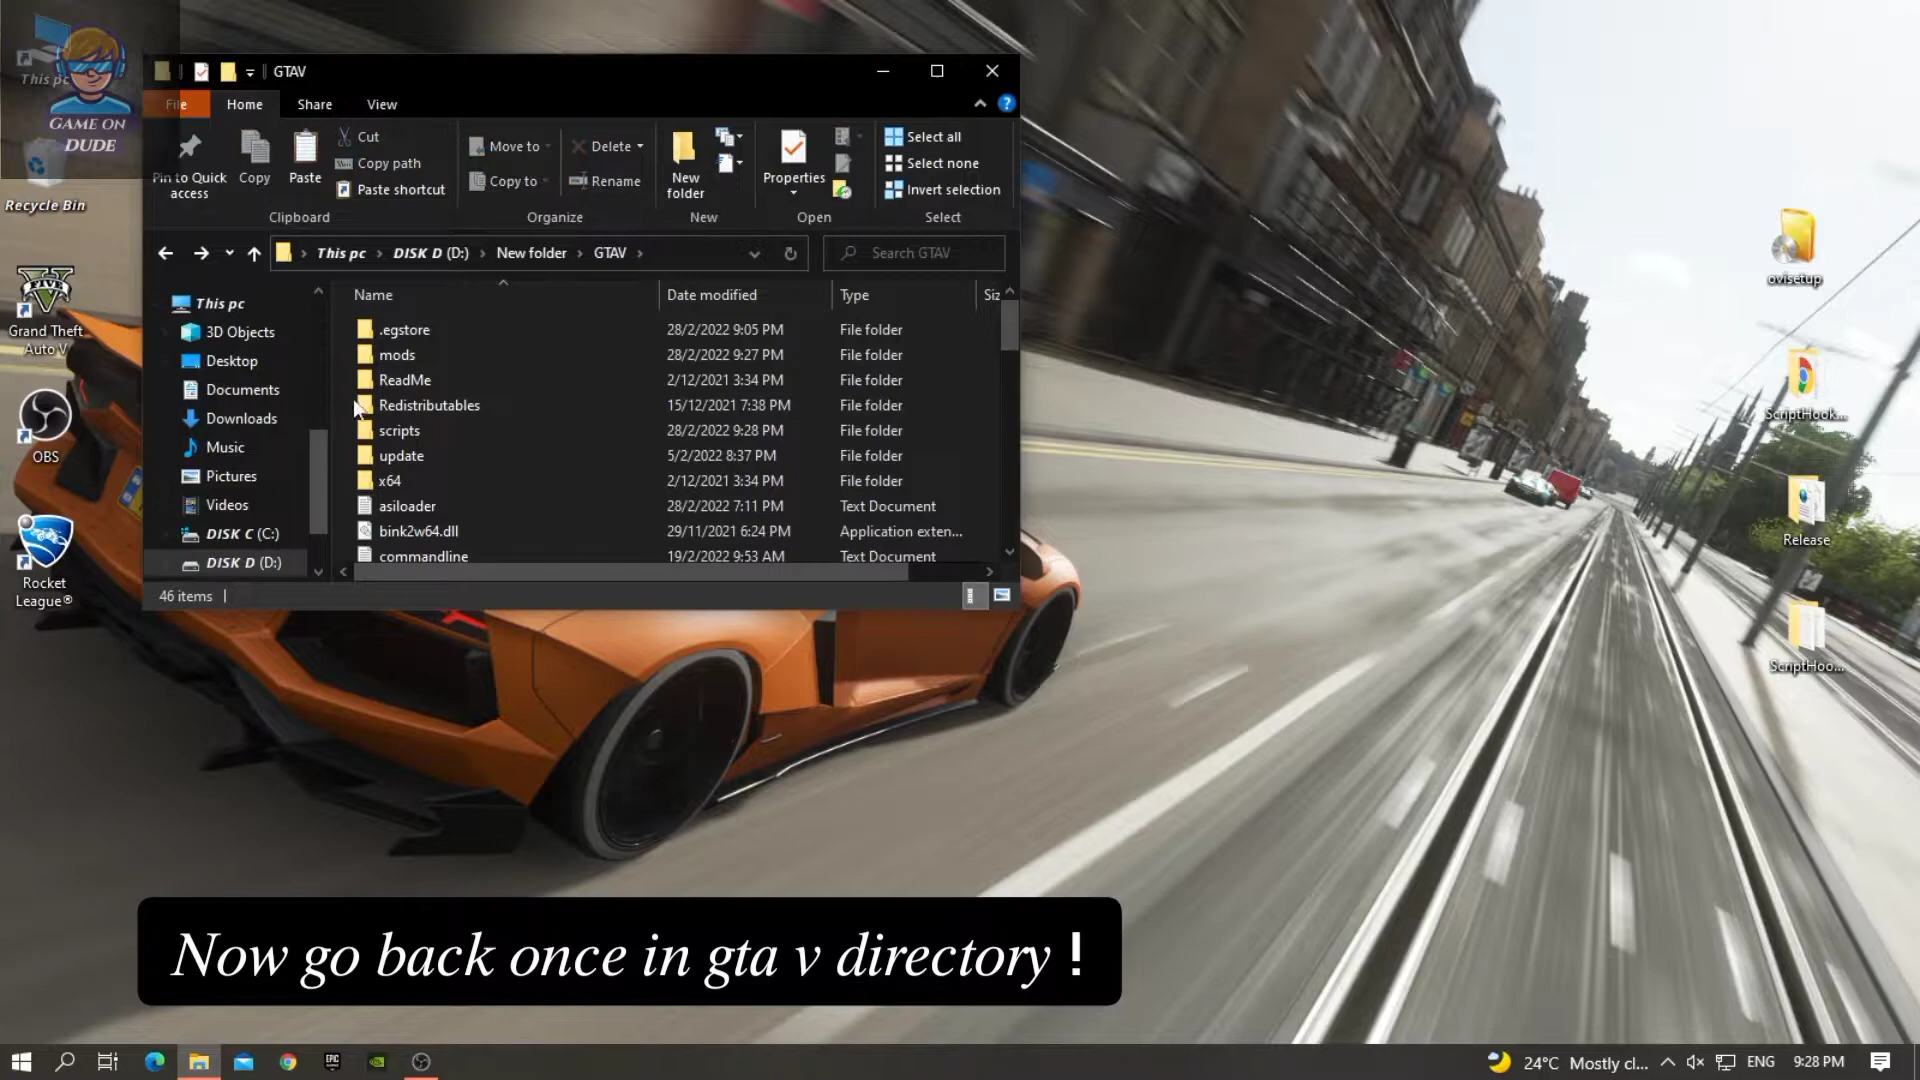 This pc
GAME ON
DUDE
Recycle Bin
FIVE
Grand Theft
Auto V
OBS
Rocket
League®
GTAV
File
Home
Share
View
Pin to Quick
access
Copy
Paste
Cut
Copy path
Paste shortcut
Clipboard
Move to
Copy to
Delete
Rename
Organize
New
folder
New
Properties
Open
Select all
Select none
Invert selection
Select
This pc > DISK D (D:) > New folder > GTAV >
Search GTAV
This pc
3D Objects
Desktop
Documents
Downloads
Music
Pictures
Videos
DISK C (C:)
DISK D (D:)
Name Date modified Type Siz
.egstore 28/2/2022 9:05 PM File folder
mods 28/2/2022 9:27 PM File folder
ReadMe 2/12/2021 3:34 PM File folder
Redistributables 15/12/2021 7:38 PM File folder
scripts 28/2/2022 9:28 PM File folder
update 5/2/2022 8:37 PM File folder
x64 2/12/2021 3:34 PM File folder
asiloader 28/2/2022 7:11 PM Text Document
bink2w64.dll 29/11/2021 6:24 PM Application exten...
commandline 19/2/2022 9:53 AM Text Document
46 items
ovisetup
ScriptHook...
Release
ScriptHoo...
Now go back once in gta v directory !
EPIC
24°C Mostly cl...
ENG
9:28 PM